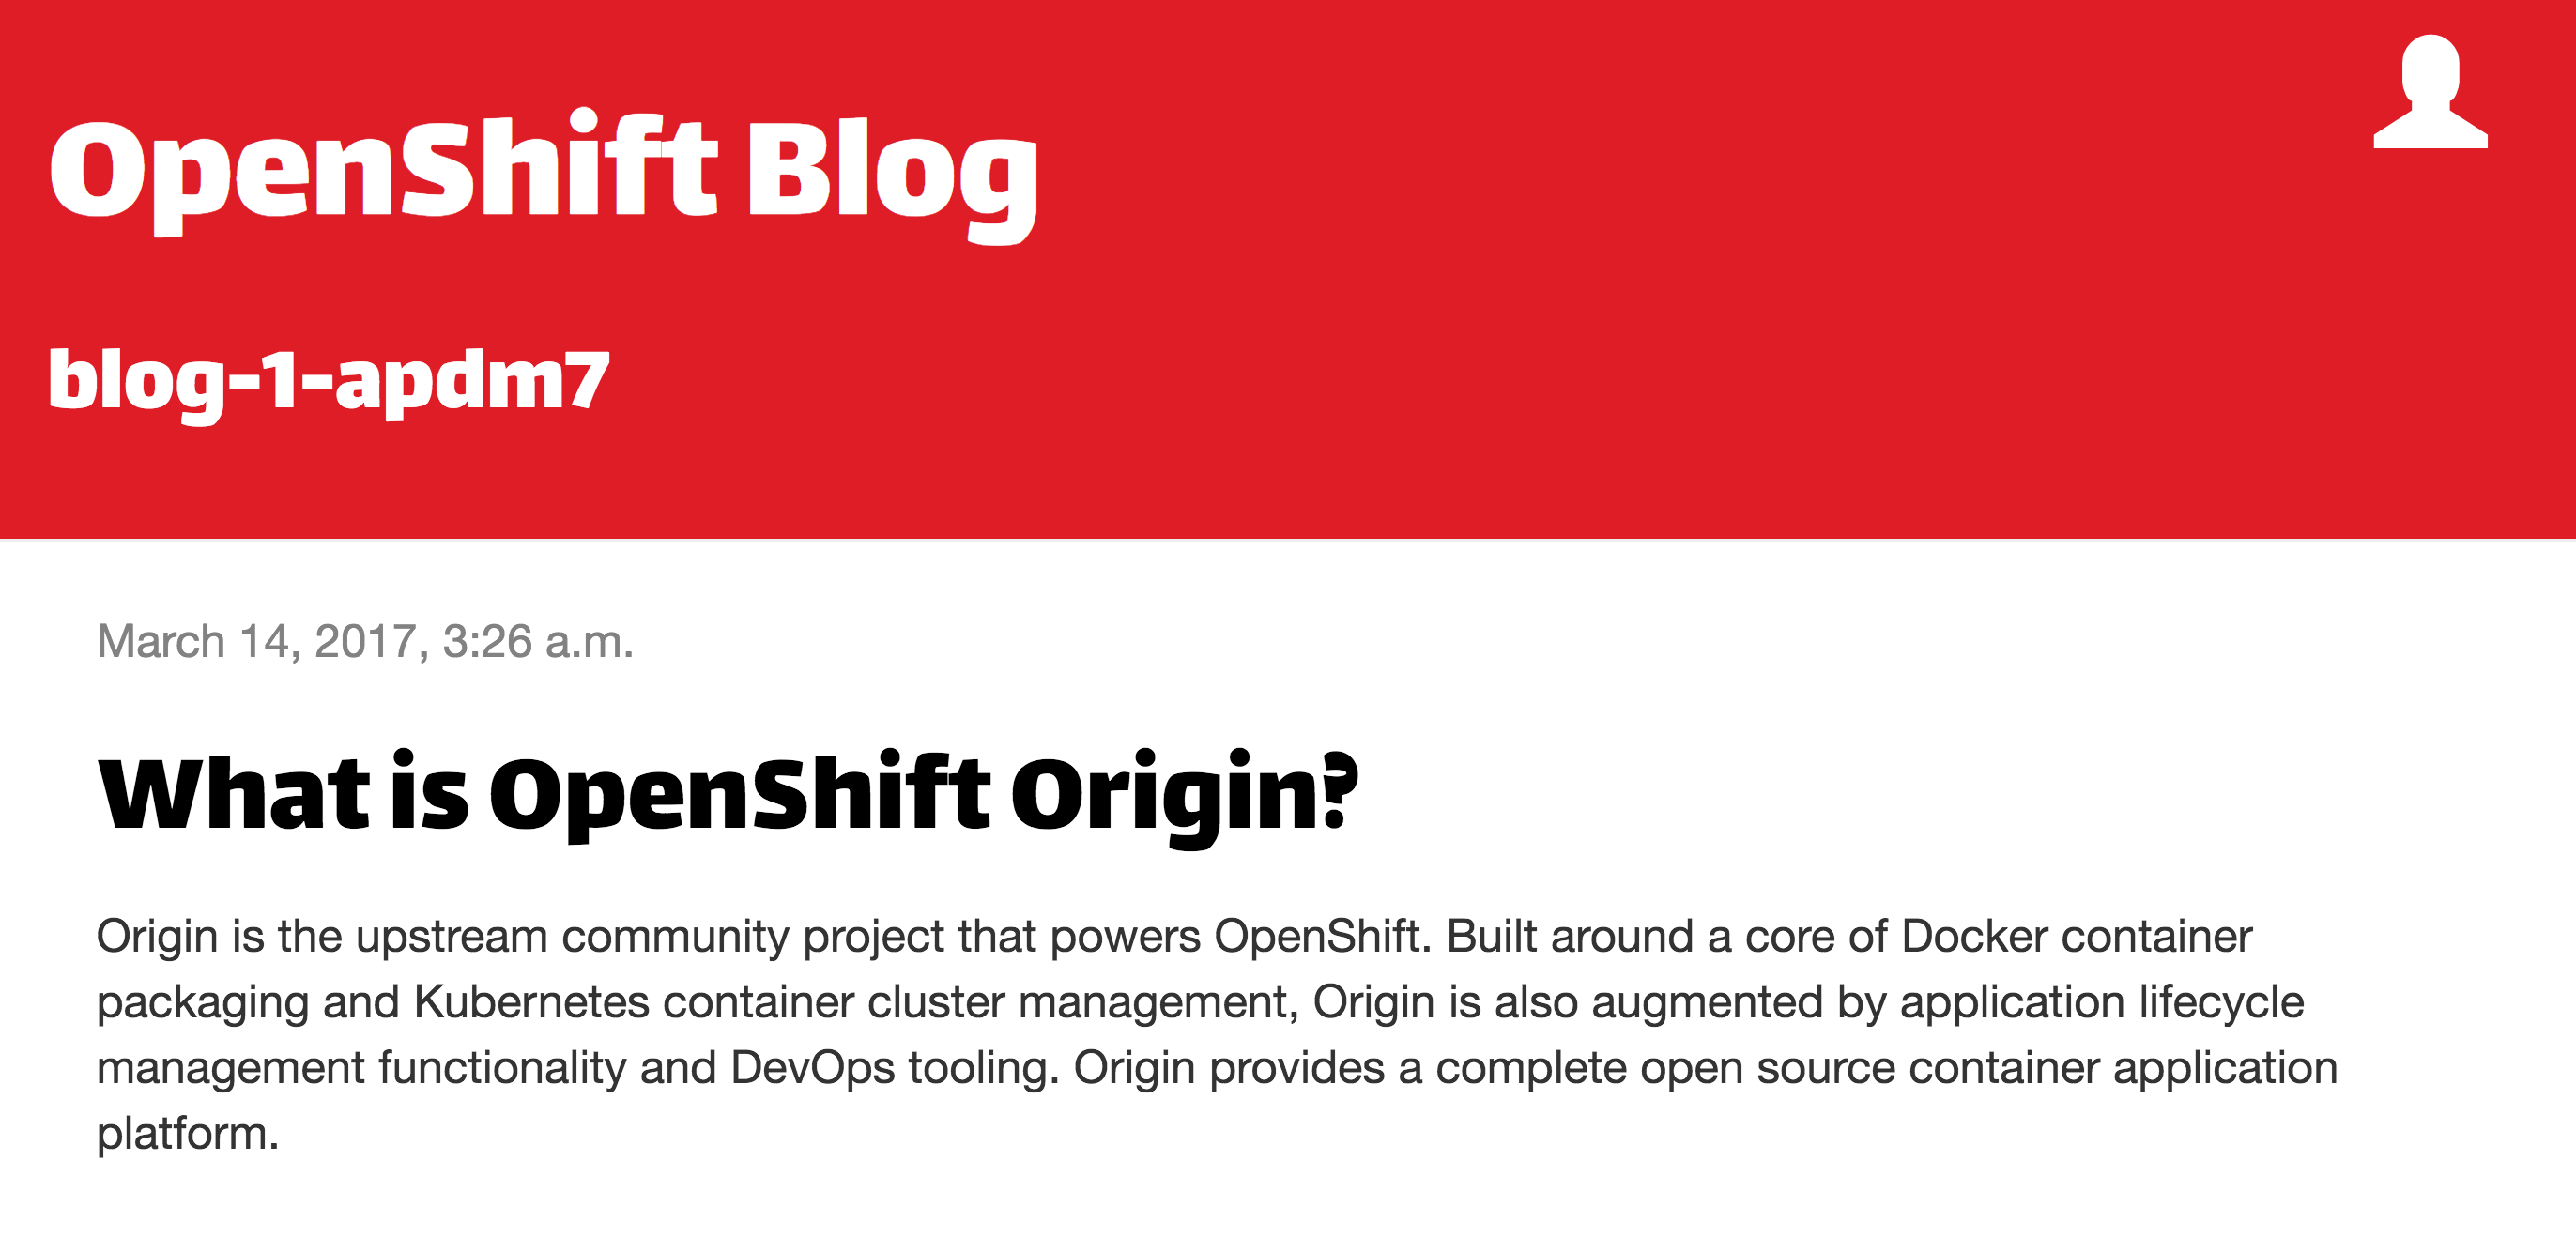 OpenShift Blog
blog-1-apdm7
March 14, 2017, 3:26 a.m.
What is OpenShift Origin?
Origin is the upstream community project that powers OpenShift. Built around a core of Docker container
packaging and Kubernetes container cluster management, Origin is also augmented by application lifecycle
management functionality and DevOps tooling. Origin provides a complete open source container application
platform.